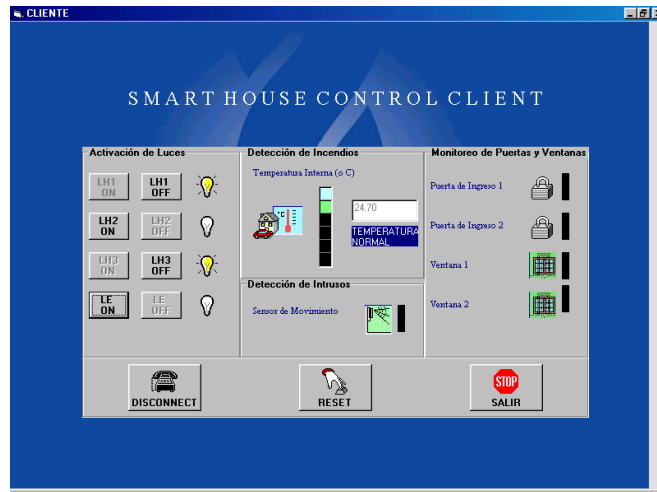 CLIENTE
SMART HOUSE CONTROL CLIENT
Activación de Luces
LH1 ON
LH1 OFF
LH2 ON
LH2 OFF
LH3 ON
LH3 OFF
LE ON
LE OFF
Detección de Incendios
Temperatura Interna (o C)
°C
24.70
TEMPERATURA
NORMAL
Detección de Intrusos
Sensor de Movimiento
Monitoreo de Puertas y Ventanas
Puerta de Ingreso 1
Puerta de Ingreso 2
Ventana 1
Ventana 2
DISCONNECT
RESET
STOP
SALIR